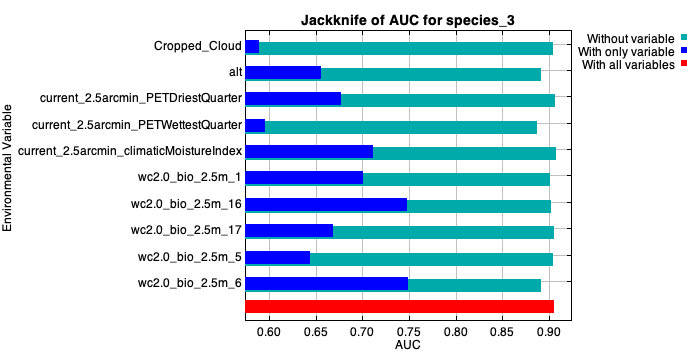 Jackknife of AUC for species_3
Without variable
With only variable
With all variables
Environmental Variable
Cropped_Cloud
alt
current_2.5arcmin_PETDriestQuarter
current_2.5arcmin_PETWettestQuarter
current_2.5arcmin_climaticMoistureIndex
wc2.0_bio_2.5m_1
wc2.0_bio_2.5m_16
wc2.0_bio_2.5m_17
wc2.0_bio_2.5m_5
wc2.0_bio_2.5m_6
0.60 0.65 0.70 0.75 0.80 0.85 0.90
AUC